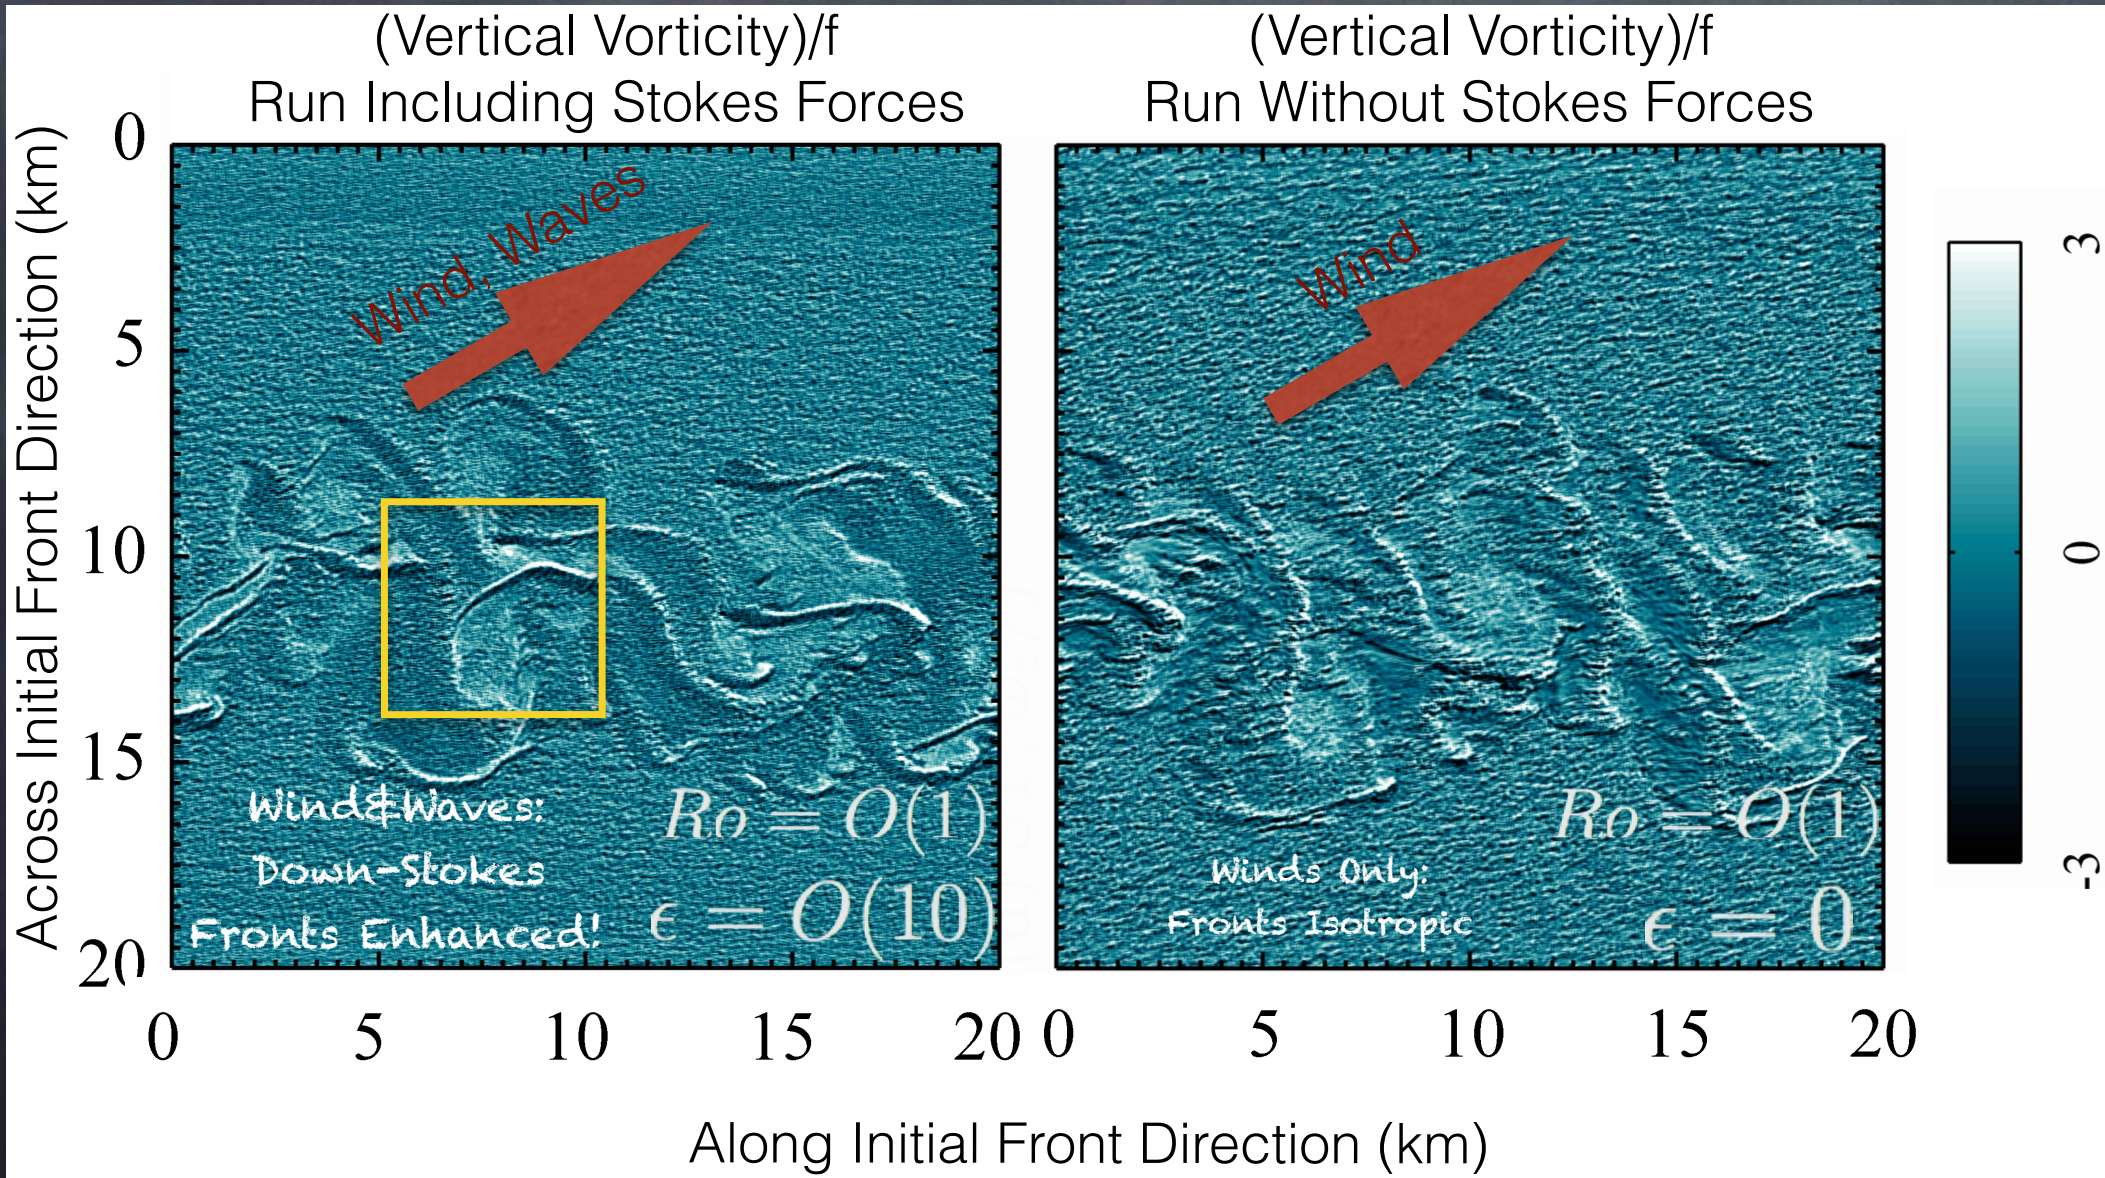 (Vertical Vorticity)/f
Run Including Stokes Forces
(Vertical Vorticity)/f
Run Without Stokes Forces
Across Initial Front Direction (km)
0
5
10
15
20
Wind, Waves
Wind&Waves:
Down-Stokes
Fronts Enhanced!
Ro = O(1)
ϵ = O(10)
0 5 10 15 20
Wind
Winds Only:
Fronts Isotropic
Ro = O(1)
ϵ = 0
0 5 10 15 20
3
0
-3
Along Initial Front Direction (km)